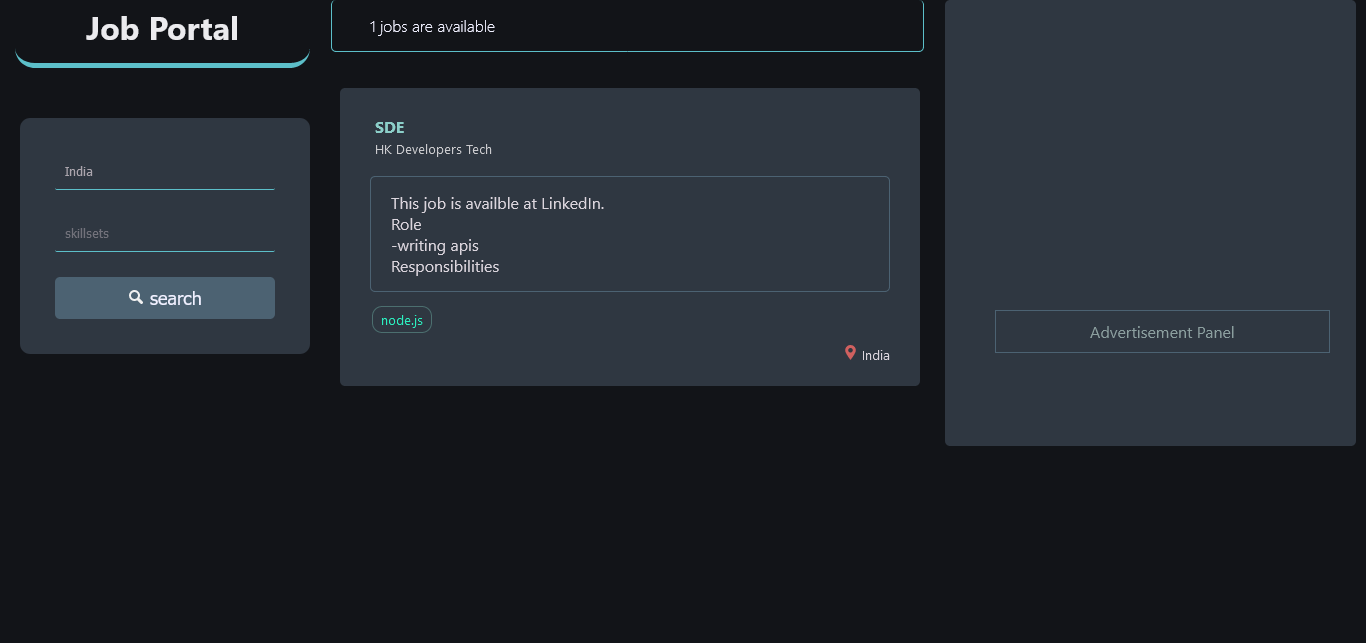 Job Portal
1 jobs are available
India
skillsets
search
SDE
HK Developers Tech
This job is availble at LinkedIn.
Role
-writing apis
Responsibilities
node.js
India
Advertisement Panel